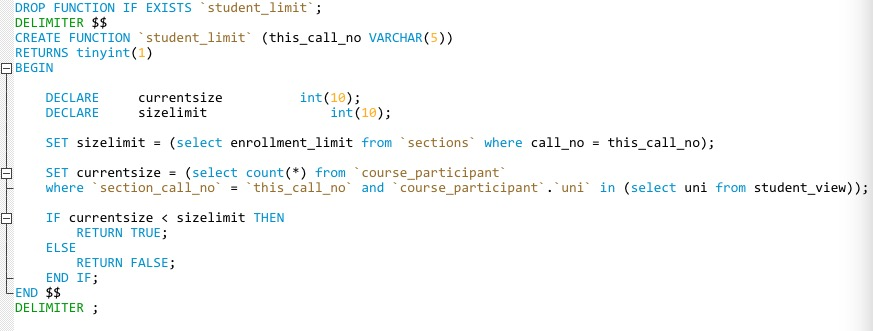 DROP FUNCTION IF EXISTS `student_limit`;
DELIMITER $$
CREATE FUNCTION `student_limit` (this_call_no VARCHAR(5))
RETURNS tinyint(1)
BEGIN
DECLARE currentsize int(10);
DECLARE sizelimit int(10);
SET sizelimit = (select enrollment_limit from `sections` where call_no = this_call_no);
SET currentsize = (select count(*) from `course_participant`
where `section_call_no` = `this_call_no` and `course_participant`.`uni` in (select uni from student_view));
IF currentsize < sizelimit THEN
RETURN TRUE;
ELSE
RETURN FALSE;
END IF;
END $$
DELIMITER ;